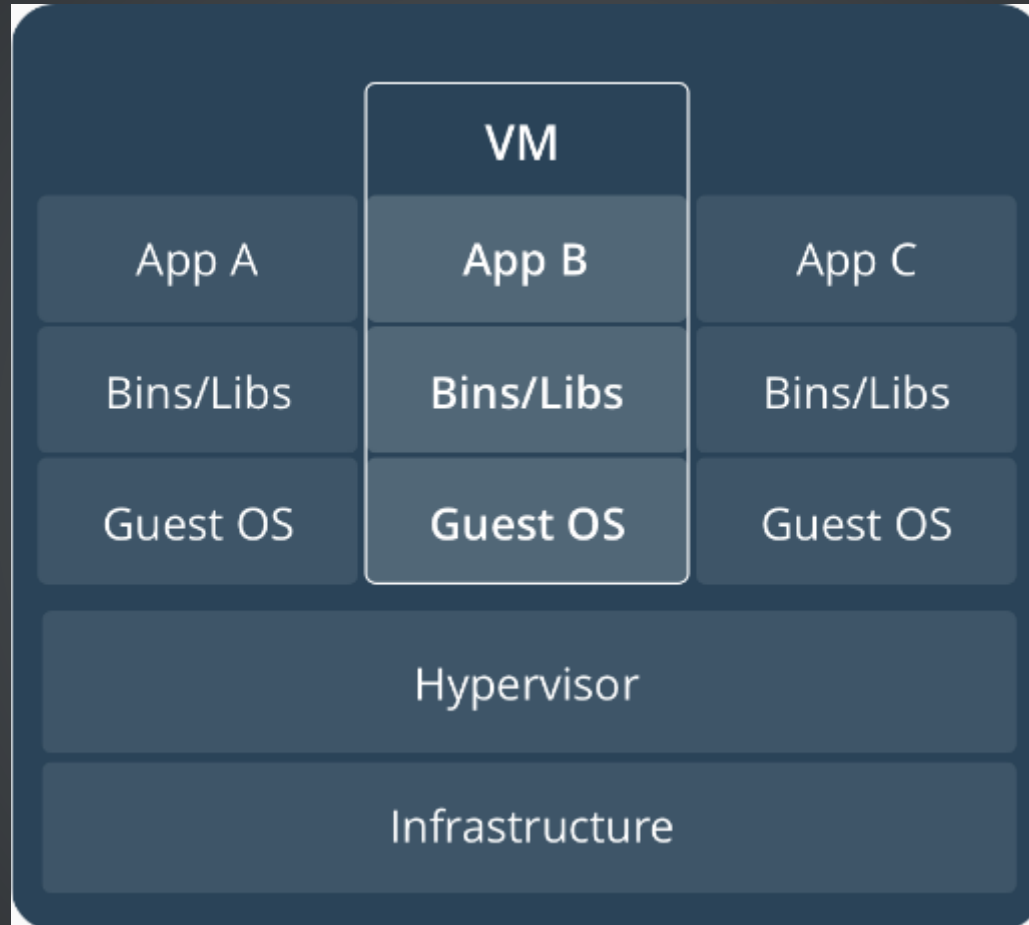 VM
App A
App B
App C
Bins/Libs
Bins/Libs
Bins/Libs
Guest OS
Guest OS
Guest OS
Hypervisor
Infrastructure